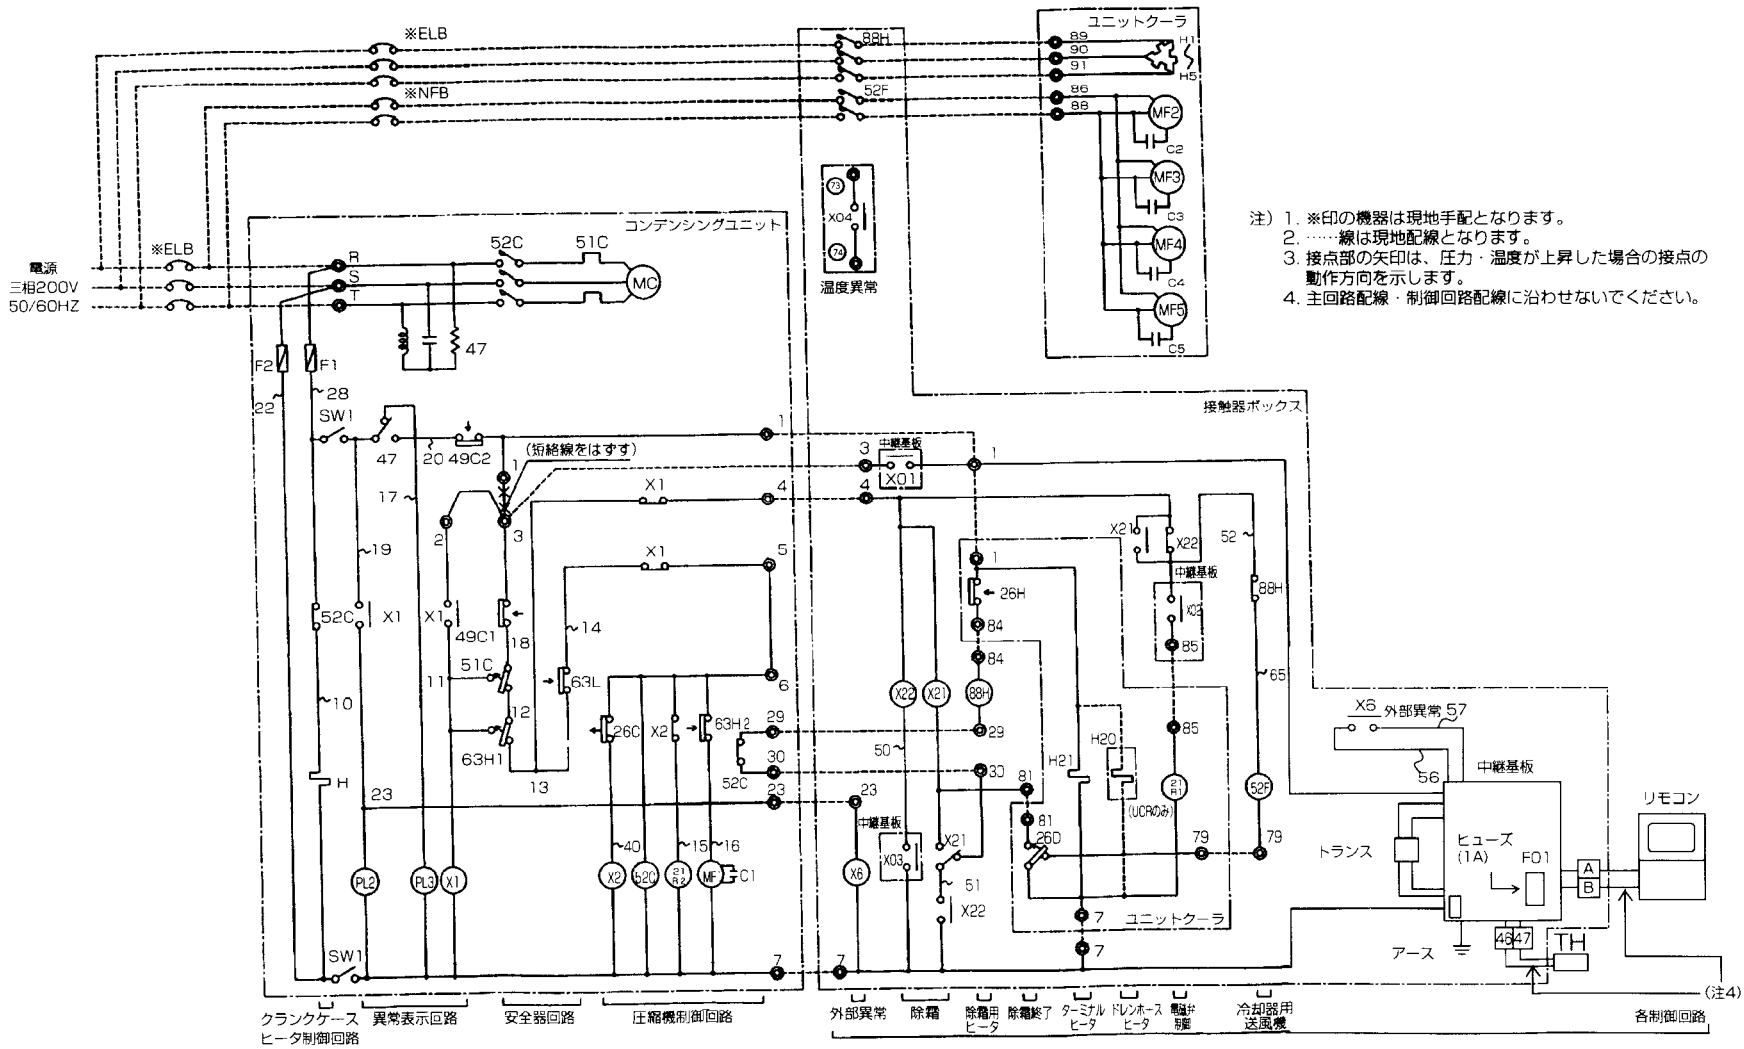 ※ELB
※NFB
88H
52F
ユニットクーラ
89
90
91
86
88
H1
H5
MF2
C2
MF3
C3
MF4
C4
MF5
C5
73
X04
74
温度異常
注) 1. ※印の機器は現地手配となります。
2. ……線は現地配線となります。
3. 接点部の矢印は、圧力・温度が上昇した場合の接点の
動作方向を示します。
4. 主回路配線・制御回路配線に沿わせないでください。
コンデンシングユニット
電源
三相200V
50/60HZ
※ELB
R
S
T
52C
51C
MC
47
F2
F1
22
28
SW1
47
20
49C2
1
(短絡線をはずす)
1
17
19
2
3
X1
4
X1
5
52C
X1
X1
49C1
18
51C
11
12
63H1
13
14
63L
10
H
23
6
26C
X2
63H2
29
30
52C
23
40
15
16
PL2
PL3
X1
X2
52C
21
R2
MF
C1
SW1
7
7
接触器ボックス
3
中継基板
X01
1
4
1
26H
84
84
X22
X21
88H
50
29
30
23
中継基板
X03
X6
X21
51
X22
81
81
26D
X21
X22
中継基板
X02
85
85
H21
H20
21
R1
(UCRのみ)
52
88H
65
52F
79
79
7
7
ユニットクーラ
X6
外部異常
57
56
中継基板
リモコン
トランス
ヒューズ
(1A)
F01
A
B
46
47
TH
アース
(注4)
クランクケース
ヒータ制御回路
異常表示回路
安全器回路
圧縮機制御回路
外部異常
除霜
除霜用
ヒータ
除霜終了
ターミナル
ヒータ
ドレンホース
ヒータ
電磁弁
制御
冷却器用
送風機
各制御回路